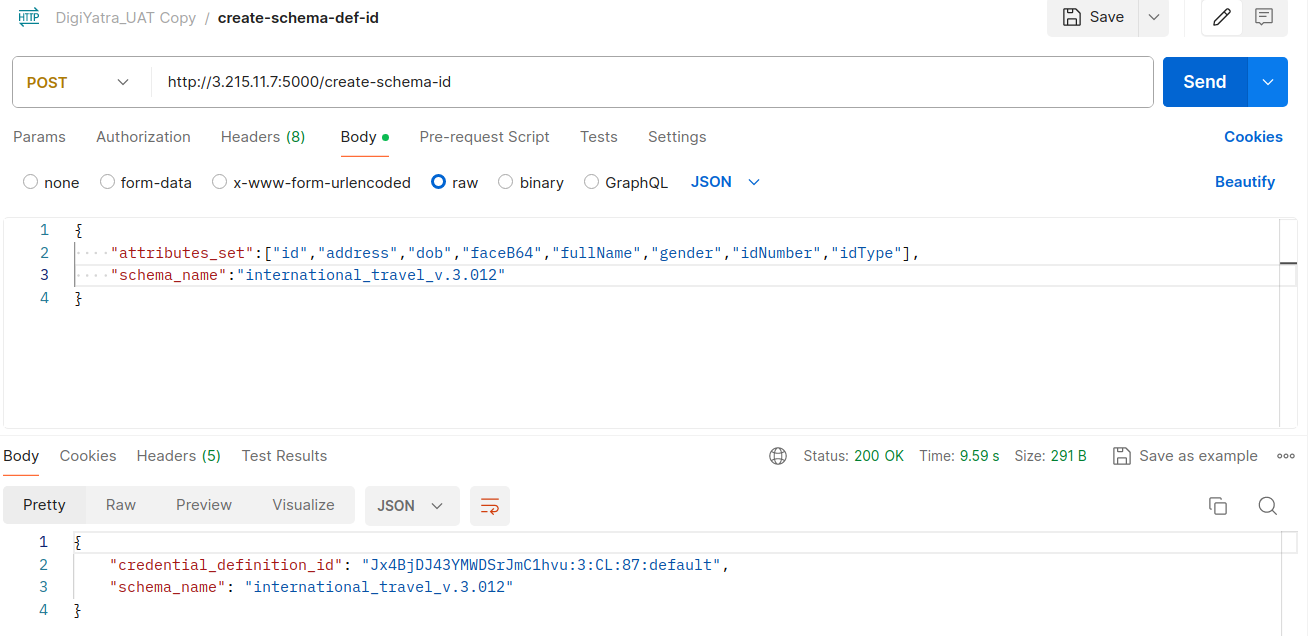 HTTP DigiYatra_UAT Copy / create-schema-def-id Save
POST http://3.215.11.7:5000/create-schema-id Send
Params Authorization Headers (8) Body Pre-request Script Tests Settings Cookies
none form-data x-www-form-urlencoded raw binary GraphQL JSON Beautify
1 {
2 ····"attributes_set":["id","address","dob","faceB64","fullName","gender","idNumber","idType"],
3 ····"schema_name":"international_travel_v.3.012"
4 }
Body Cookies Headers (5) Test Results Status: 200 OK Time: 9.59 s Size: 291 B Save as example
Pretty Raw Preview Visualize JSON
1 {
2 "credential_definition_id": "Jx4BjDJ43YMWDSrJmC1hvu:3:CL:87:default",
3 "schema_name": "international_travel_v.3.012"
4 }